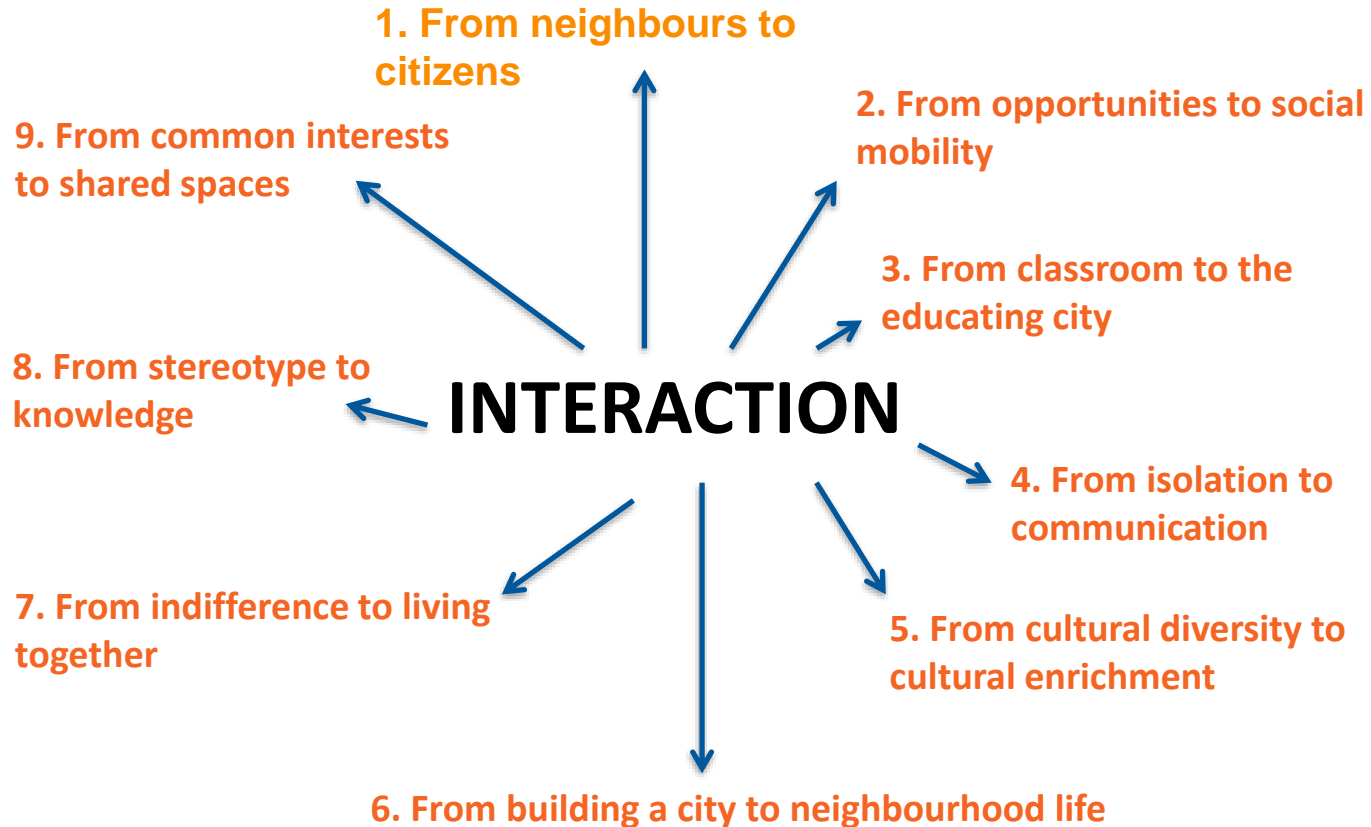 1. From neighbours to
citizens
2. From opportunities to social
mobility
3. From classroom to the
educating city
4. From isolation to
communication
5. From cultural diversity to
cultural enrichment
6. From building a city to neighbourhood life
7. From indifference to living
together
8. From stereotype to
knowledge
9. From common interests
to shared spaces
INTERACTION